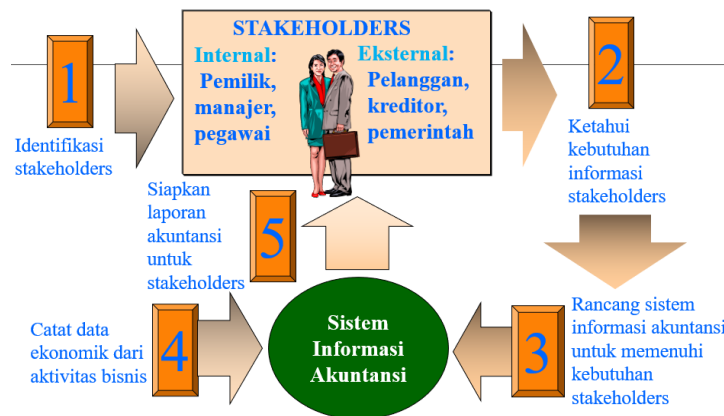 STAKEHOLDERS
Internal:
Pemilik,
manajer,
pegawai
Eksternal:
Pelanggan,
kreditor,
pemerintah
1
Identifikasi
stakeholders
2
Ketahui
kebutuhan
informasi
stakeholders
3
Rancang sistem
informasi akuntansi
untuk memenuhi
kebutuhan
stakeholders
4
Catat data
ekonomik dari
aktivitas bisnis
5
Siapkan
laporan
akuntansi
untuk
stakeholders
Sistem
Informasi
Akuntansi